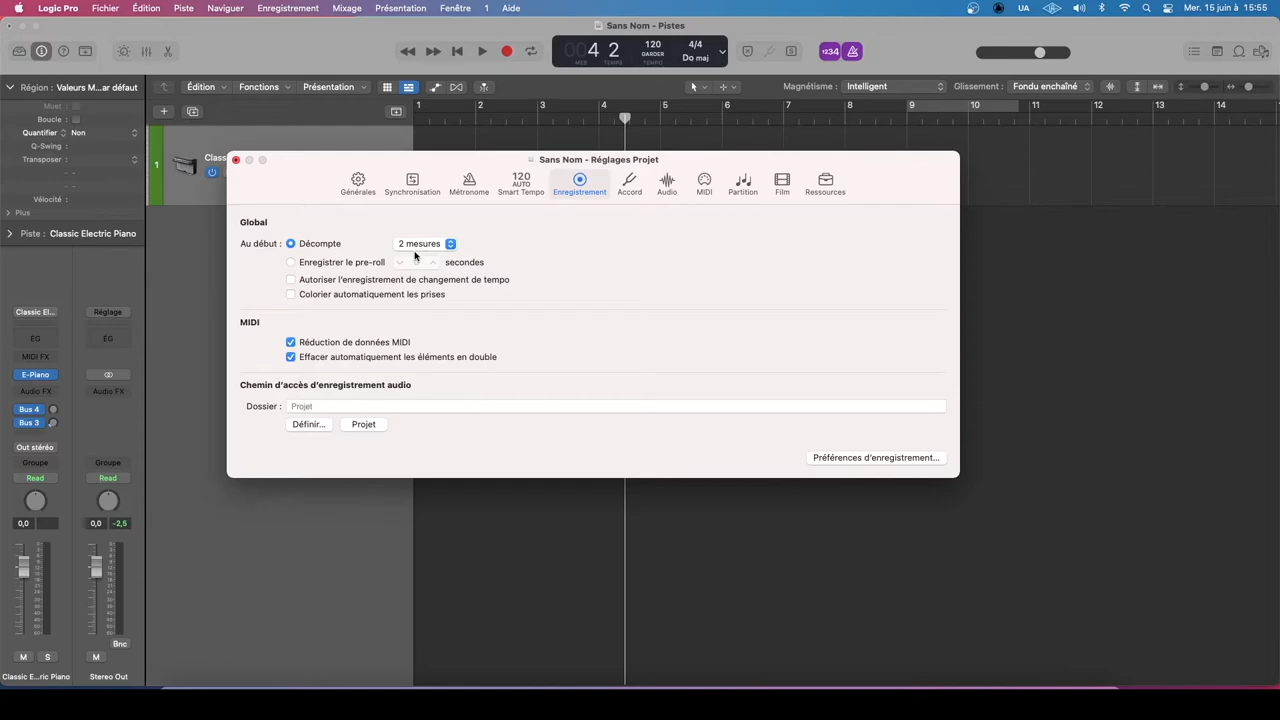 Logic Pro Fichier Édition Piste Naviguer Enregistrement Mixage Présentation Fenêtre 1 Aide UA Mer. 15 juin à 15:55
Sans Nom - Pistes
004 2 120 4/4
MES TEMPS GARDER TEMPO Do maj
1234
Région : Valeurs M...ar défaut
Édition Fonctions Présentation
Magnétisme : Intelligent
Glissement : Fondu enchaîné
Muet :
Boucle :
Quantifier Non
Q-Swing :
Transposer :
Vélocité :
Plus
Piste : Classic Electric Piano
1 2 3 4 5 6 7 8 9 10 11 12 13 14
1 Class
Sans Nom - Réglages Projet
120
AUTO
Générales Synchronisation Métronome Smart Tempo Enregistrement Accord Audio MIDI Partition Film Ressources
Global
Au début : Décompte 2 mesures
Enregistrer le pre-roll secondes
Autoriser l'enregistrement de changement de tempo
Colorier automatiquement les prises
MIDI
Réduction de données MIDI
Effacer automatiquement les éléments en double
Chemin d'accès d'enregistrement audio
Dossier : Projet
Définir... Projet
Préférences d'enregistrement...
Classic El... Réglage
ÉG ÉG
MIDI FX
E-Piano
Audio FX Audio FX
Bus 4
Bus 3
Out stéréo
Groupe Groupe
Read Read
0,0 0,0 -2,5
Bnc
M S M
Classic E...ric Piano Stereo Out